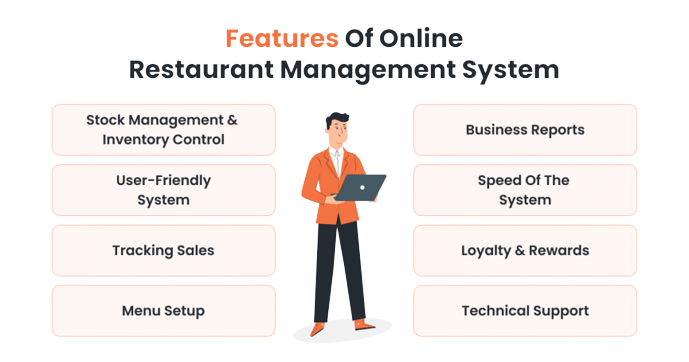 Features Of Online
Restaurant Management System
Stock Management &
Inventory Control
User-Friendly
System
Tracking Sales
Menu Setup
Business Reports
Speed Of The
System
Loyalty & Rewards
Technical Support